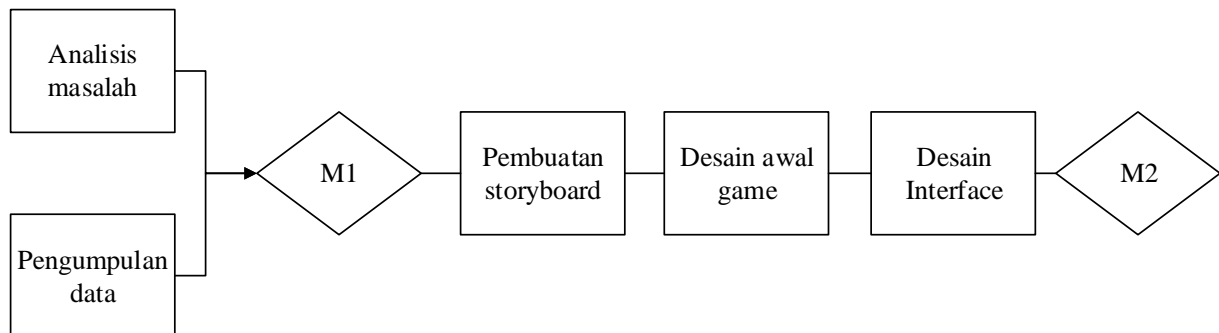 Analisis
masalah
Pengumpulan
data
M1
Pembuatan
storyboard
Desain awal
game
Desain
Interface
M2